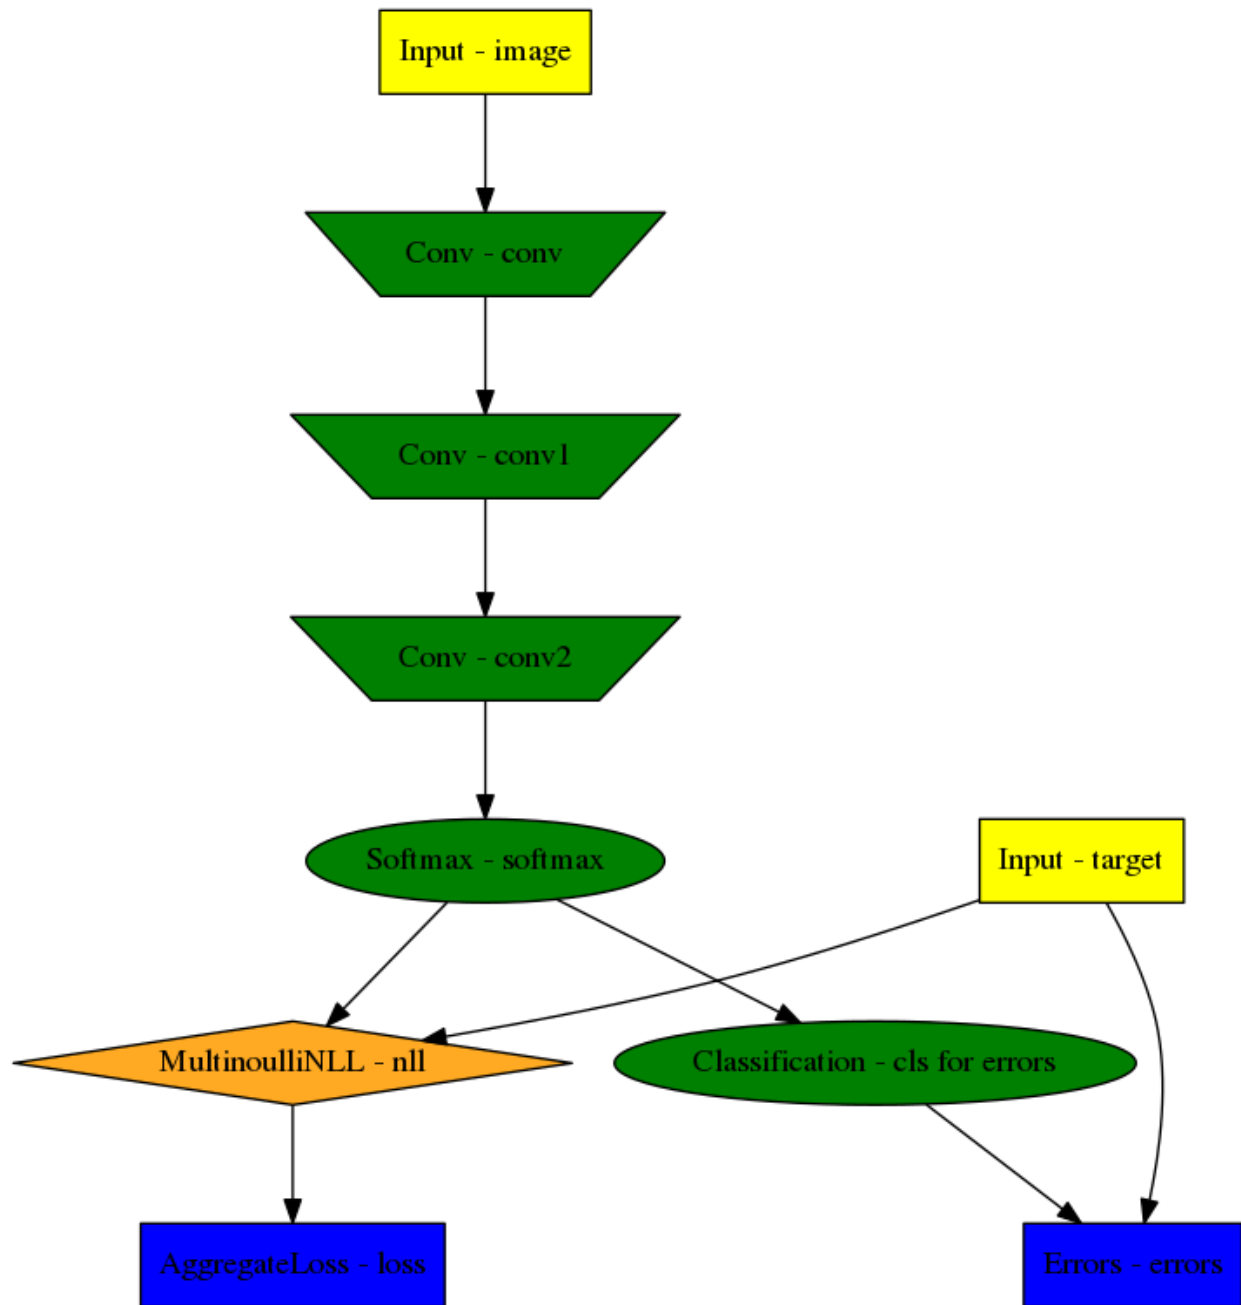 Input - image
Conv - conv
Conv - conv1
Conv - conv2
Softmax - softmax
Input - target
MultinoulliNLL - nll
Classification - cls for errors
AggregateLoss - loss
Errors - errors